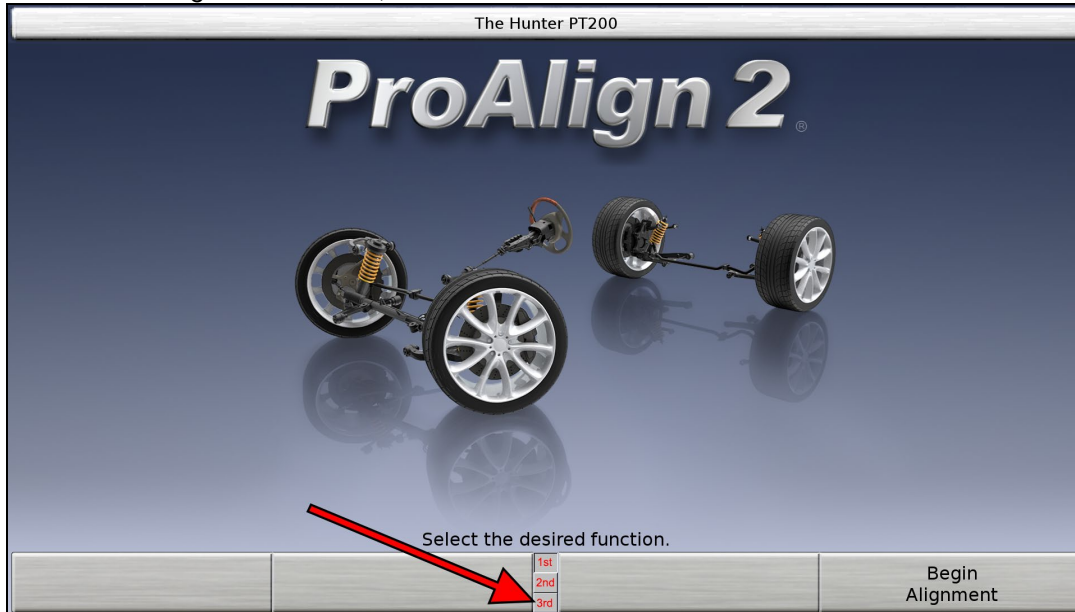 The Hunter PT200
ProAlign 2®
Select the desired function.
1st
2nd
3rd
Begin
Alignment